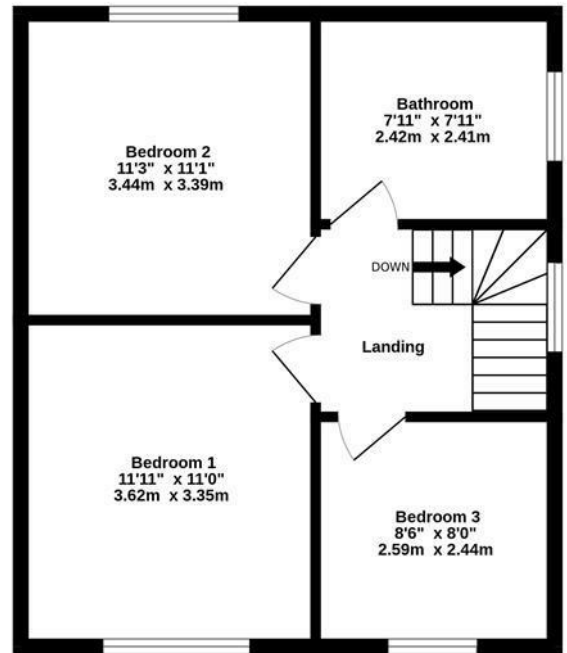 Bedroom 2
11'3" x 11'1"
3.44m x 3.39m
Bathroom
7'11" x 7'11"
2.42m x 2.41m
DOWN
Landing
Bedroom 1
11'11" x 11'0"
3.62m x 3.35m
Bedroom 3
8'6" x 8'0"
2.59m x 2.44m